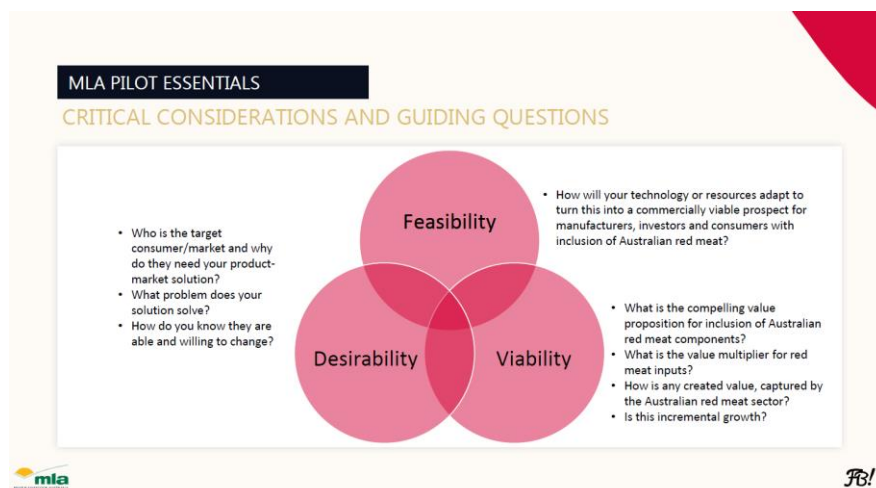 MLA PILOT ESSENTIALS
CRITICAL CONSIDERATIONS AND GUIDING QUESTIONS
Feasibility
• How will your technology or resources adapt to
turn this into a commercially viable prospect for
manufacturers, investors and consumers with
inclusion of Australian red meat?
• Who is the target
consumer/market and why
do they need your product-
market solution?
• What problem does your
solution solve?
• How do you know they are
able and willing to change?
Desirability
Viability
• What is the compelling value
proposition for inclusion of Australian
red meat components?
• What is the value multiplier for red
meat inputs?
• How is any created value, captured by
the Australian red meat sector?
• Is this incremental growth?
mla
FB!